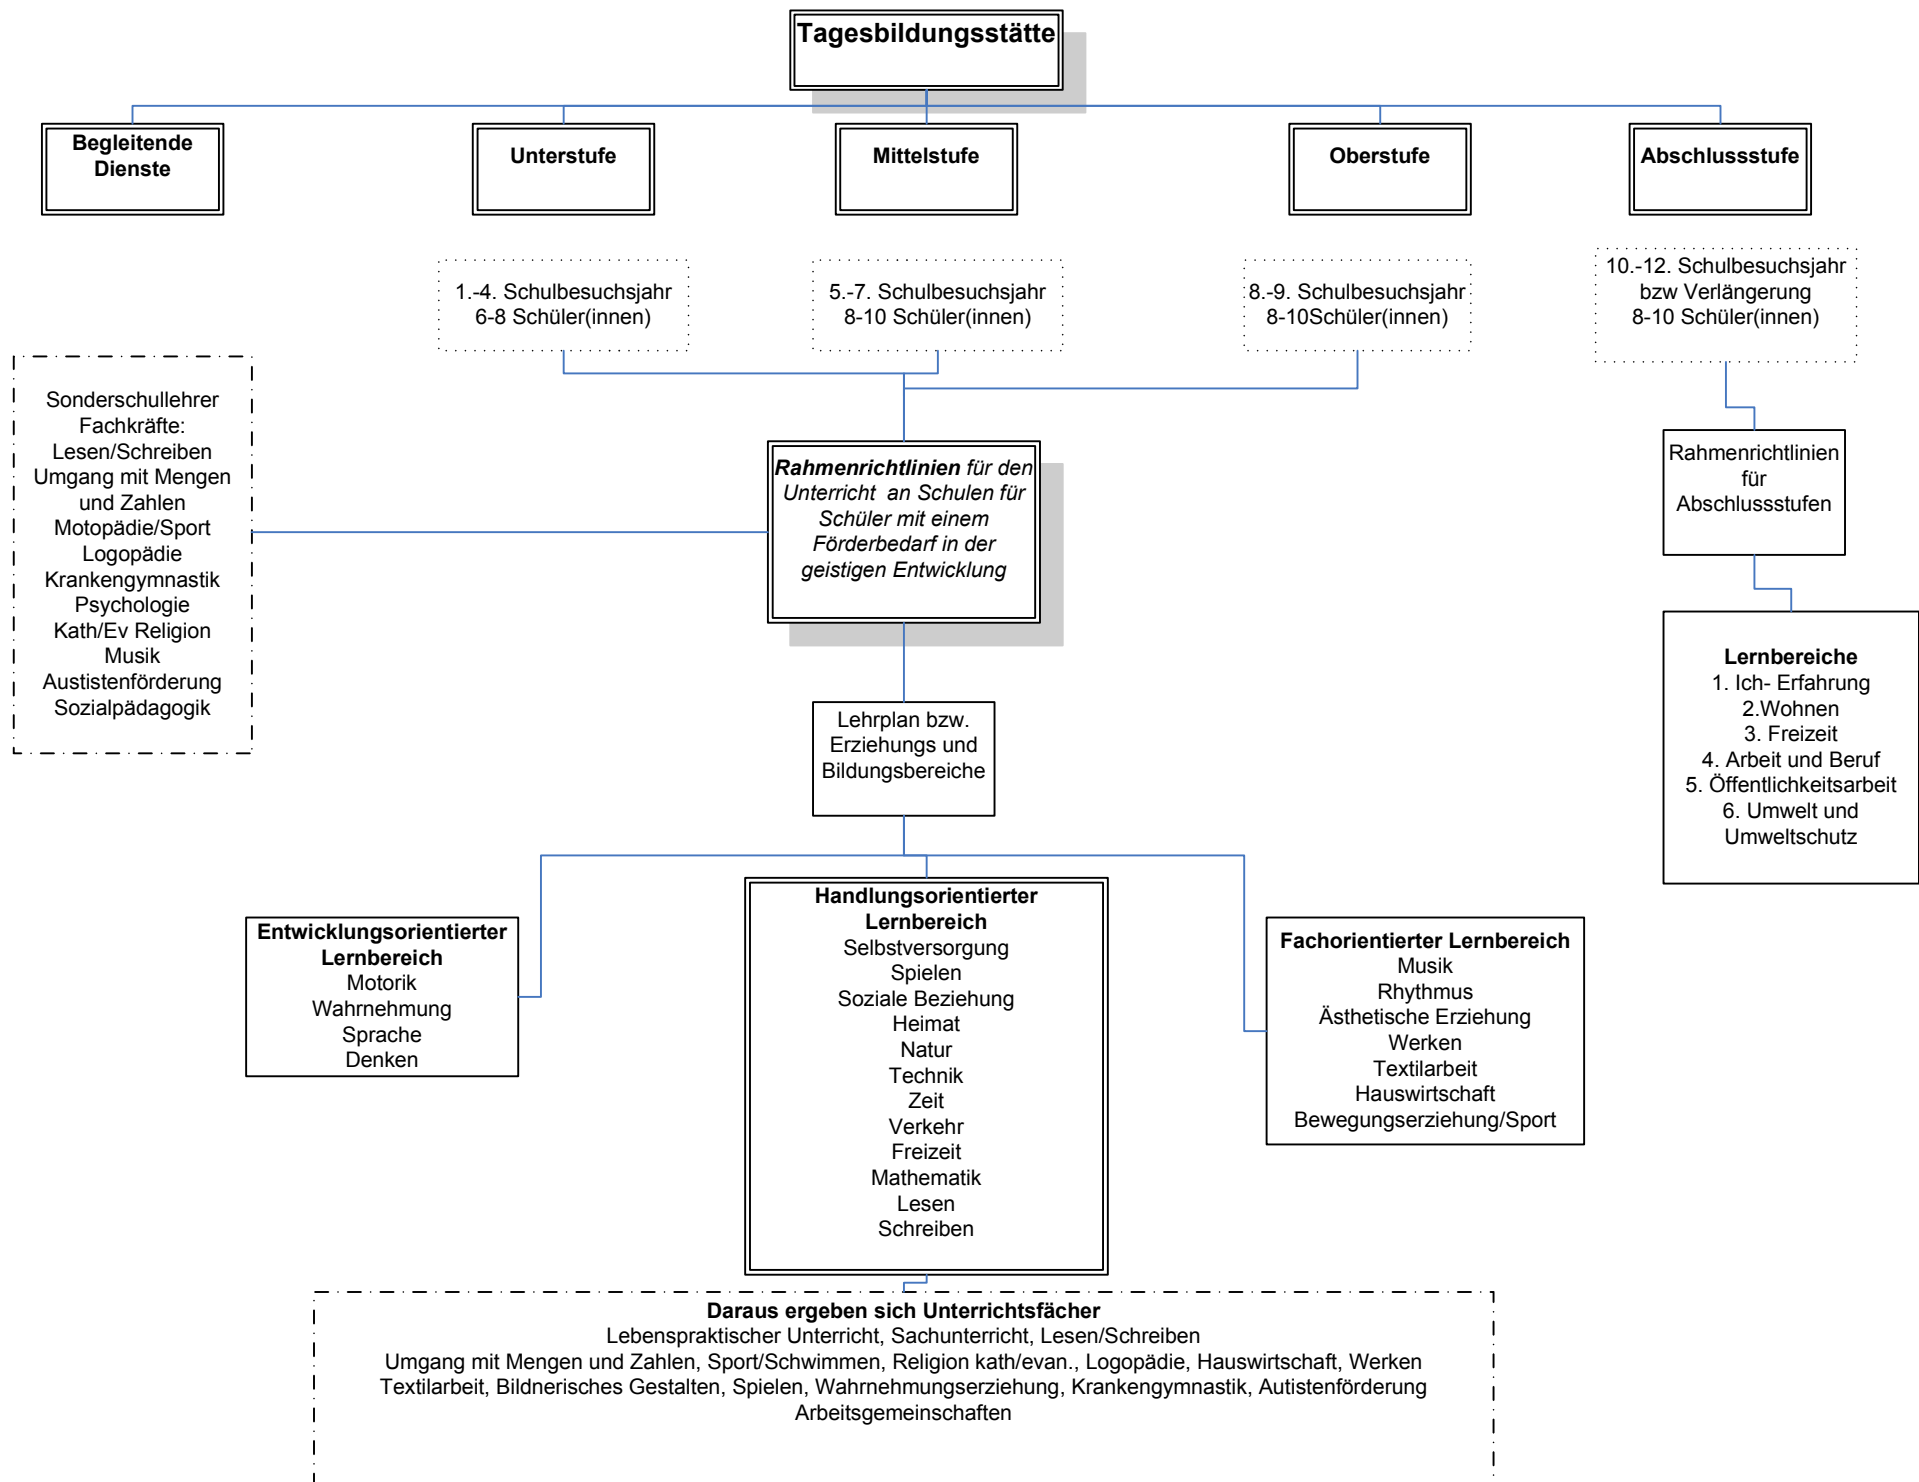 Tagesbildungsstätte
Begleitende
Dienste
Unterstufe
Mittelstufe
Oberstufe
Abschlussstufe
1.-4. Schulbesuchsjahr
6-8 Schüler(innen)
5.-7. Schulbesuchsjahr
8-10 Schüler(innen)
8.-9. Schulbesuchsjahr
8-10Schüler(innen)
10.-12. Schulbesuchsjahr
bzw Verlängerung
8-10 Schüler(innen)
Sonderschullehrer
Fachkräfte:
Lesen/Schreiben
Umgang mit Mengen
und Zahlen
Motopädie/Sport
Logopädie
Krankengymnastik
Psychologie
Kath/Ev Religion
Musik
Austistenförderung
Sozialpädagogik
Rahmenrichtlinien für den
Unterricht an Schulen für
Schüler mit einem
Förderbedarf in der
geistigen Entwicklung
Rahmenrichtlinien
für
Abschlussstufen
Lernbereiche
1. Ich- Erfahrung
2.Wohnen
3. Freizeit
4. Arbeit und Beruf
5. Öffentlichkeitsarbeit
6. Umwelt und
Umweltschutz
Lehrplan bzw.
Erziehungs und
Bildungsbereiche
Entwicklungsorientierter
Lernbereich
Motorik
Wahrnehmung
Sprache
Denken
Handlungsorientierter
Lernbereich
Selbstversorgung
Spielen
Soziale Beziehung
Heimat
Natur
Technik
Zeit
Verkehr
Freizeit
Mathematik
Lesen
Schreiben
Fachorientierter Lernbereich
Musik
Rhythmus
Ästhetische Erziehung
Werken
Textilarbeit
Hauswirtschaft
Bewegungserziehung/Sport
Daraus ergeben sich Unterrichtsfächer
Lebenspraktischer Unterricht, Sachunterricht, Lesen/Schreiben
Umgang mit Mengen und Zahlen, Sport/Schwimmen, Religion kath/evan., Logopädie, Hauswirtschaft, Werken
Textilarbeit, Bildnerisches Gestalten, Spielen, Wahrnehmungserziehung, Krankengymnastik, Autistenförderung
Arbeitsgemeinschaften